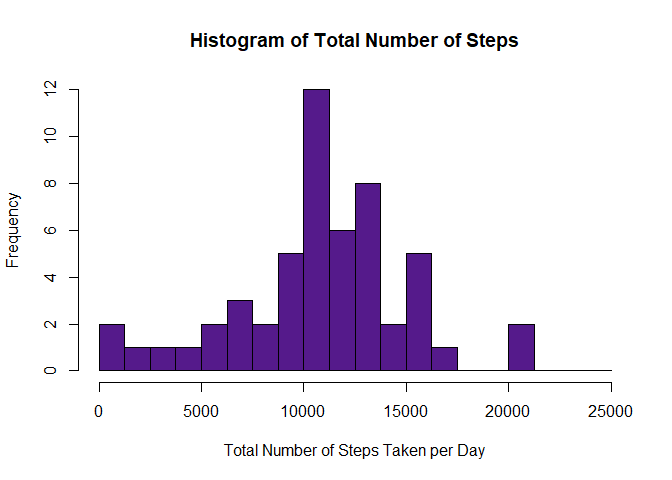 Histogram of Total Number of Steps
Frequency
12
10
8
6
4
2
0
0 5000 10000 15000 20000 25000
Total Number of Steps Taken per Day